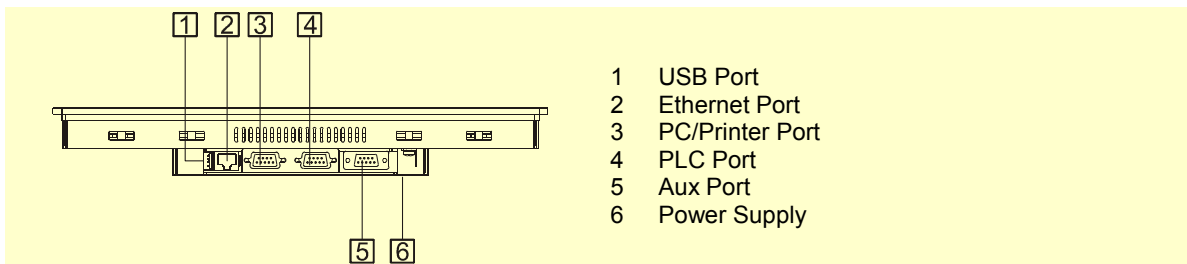 1 2 3 4
1 USB Port
2 Ethernet Port
3 PC/Printer Port
4 PLC Port
5 Aux Port
6 Power Supply
5 6